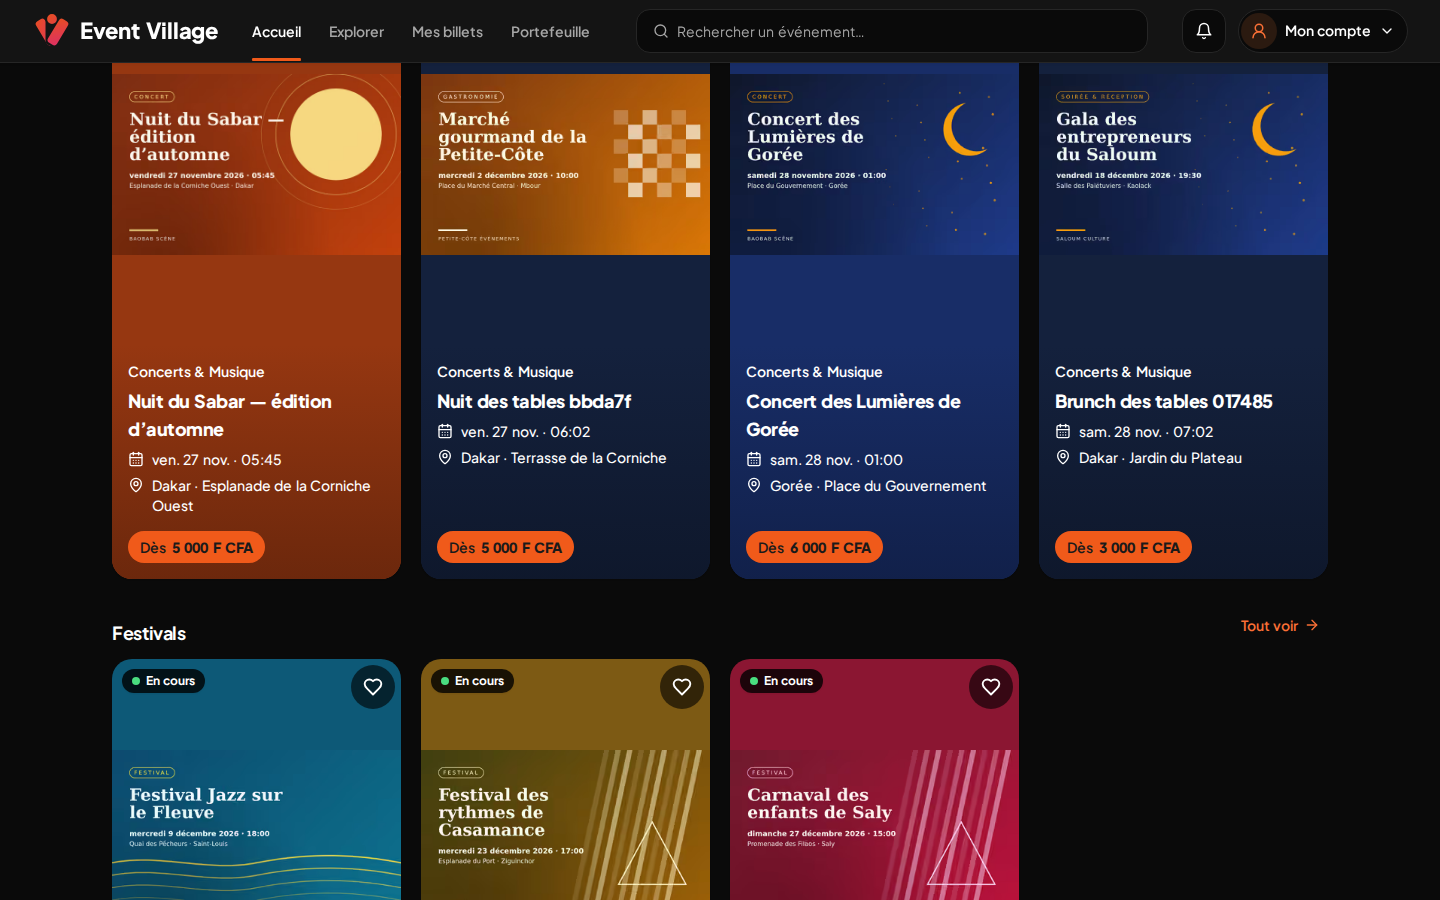 Event Village
Accueil
Explorer
Mes billets
Portefeuille
Rechercher un événement…
Mon compte
CONCERT
Nuit du Sabar —
édition
d’automne
vendredi 27 novembre 2026 · 05:45
Esplanade de la Corniche Ouest · Dakar
BAOBAB SCÈNE
Concerts & Musique
Nuit du Sabar — édition
d’automne
ven. 27 nov. · 05:45
Dakar · Esplanade de la Corniche
Ouest
Dès 5 000 F CFA
GASTRONOMIE
Marché
gourmand de la
Petite-Côte
mercredi 2 décembre 2026 · 10:00
Place du Marché Central · Mbour
PETITE-CÔTE ÉVÉNEMENTS
Concerts & Musique
Nuit des tables bbda7f
ven. 27 nov. · 06:02
Dakar · Terrasse de la Corniche
Dès 5 000 F CFA
CONCERT
Concert des
Lumières de
Gorée
samedi 28 novembre 2026 · 01:00
Place du Gouvernement · Gorée
BAOBAB SCÈNE
Concerts & Musique
Concert des Lumières de
Gorée
sam. 28 nov. · 01:00
Gorée · Place du Gouvernement
Dès 6 000 F CFA
SOIRÉE & RÉCEPTION
Gala des
entrepreneurs
du Saloum
vendredi 18 décembre 2026 · 19:30
Salle des Palétuviers · Kaolack
SALOUM CULTURE
Concerts & Musique
Brunch des tables 017485
sam. 28 nov. · 07:02
Dakar · Jardin du Plateau
Dès 3 000 F CFA
Festivals
Tout voir
En cours
FESTIVAL
Festival Jazz sur
le Fleuve
mercredi 9 décembre 2026 · 18:00
Quai des Pêcheurs · Saint-Louis
En cours
FESTIVAL
Festival des
rythmes de
Casamance
mercredi 23 décembre 2026 · 17:00
Esplanade du Port · Ziguinchor
En cours
FESTIVAL
Carnaval des
enfants de Saly
dimanche 27 décembre 2026 · 15:00
Promenade des Filaos · Saly